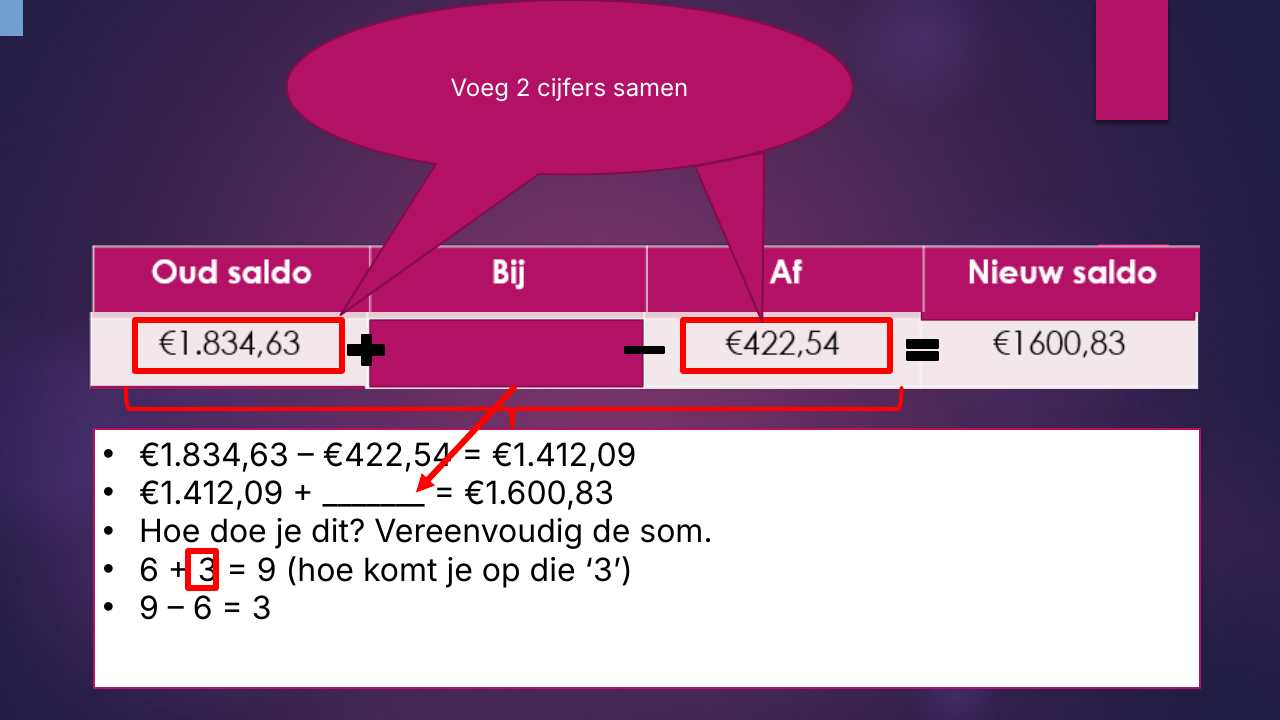 Voeg 2 cijfers samen
Oud saldo Bij Af Nieuw saldo
€1.834,63 + − €422,54 = €1600,83
• €1.834,63 – €422,54 = €1.412,09
• €1.412,09 + _______ = €1.600,83
• Hoe doe je dit? Vereenvoudig de som.
• 6 + 3 = 9 (hoe komt je op die ‘3’)
• 9 – 6 = 3